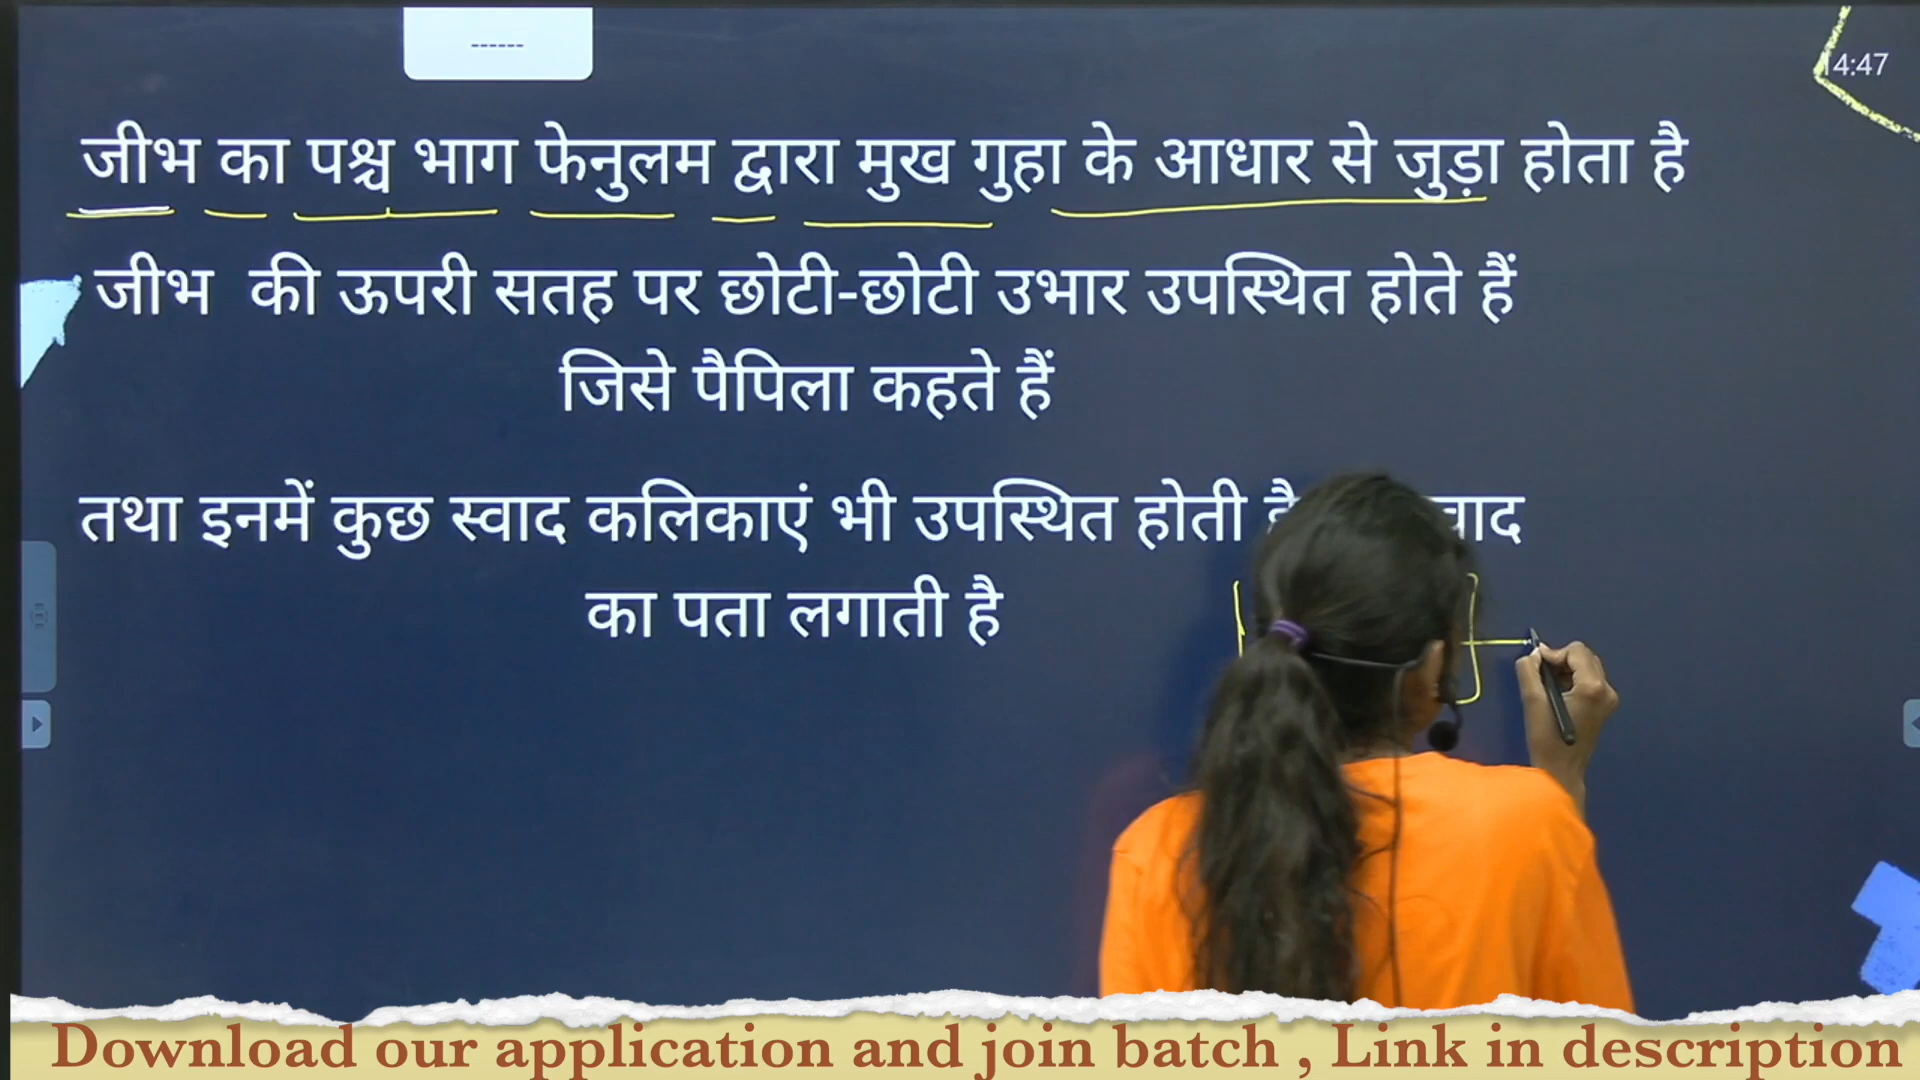 ------
4:47
जीभ का पश्च भाग फेनुलम द्वारा मुख गुहा के आधार से जुड़ा होता है
जीभ की ऊपरी सतह पर छोटी-छोटी उभार उपस्थित होते हैं
जिसे पैपिला कहते हैं
तथा इनमें कुछ स्वाद कलिकाएं भी उपस्थित होती
का पता लगाती है
Download our application and join batch , Link in description